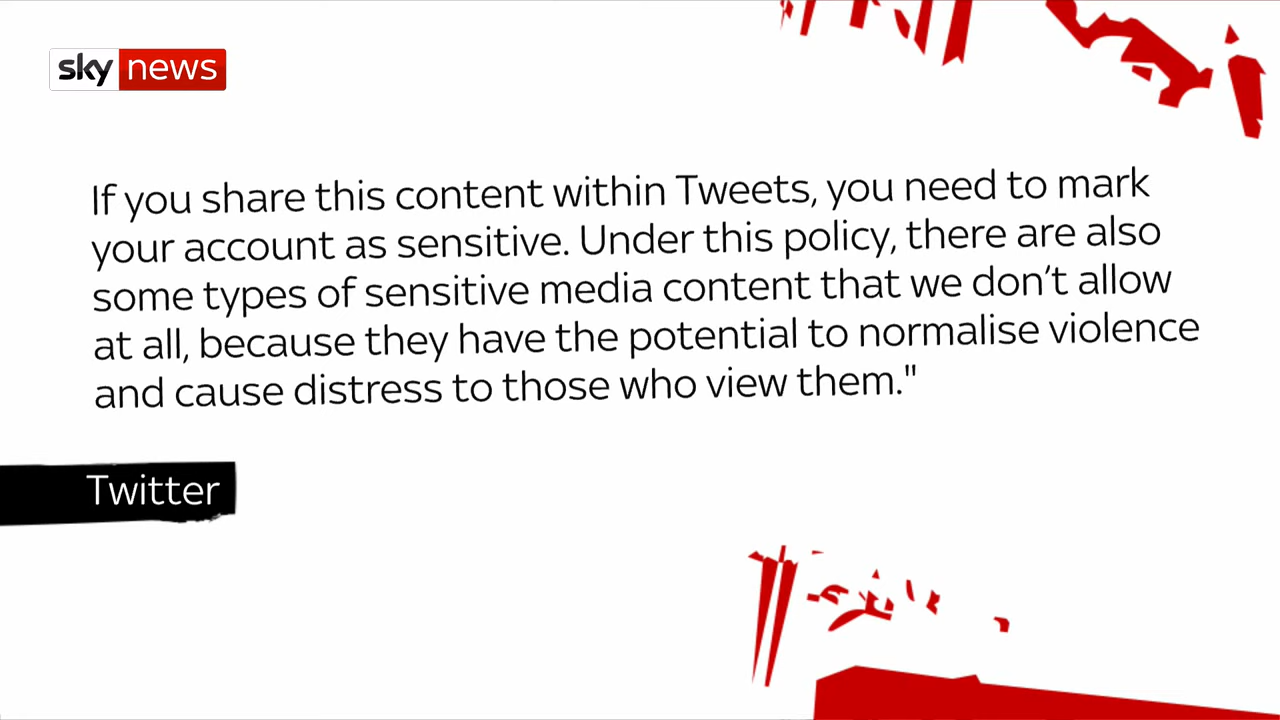 sky news
If you share this content within Tweets, you need to mark
your account as sensitive. Under this policy, there are also
some types of sensitive media content that we don’t allow
at all, because they have the potential to normalise violence
and cause distress to those who view them."
Twitter